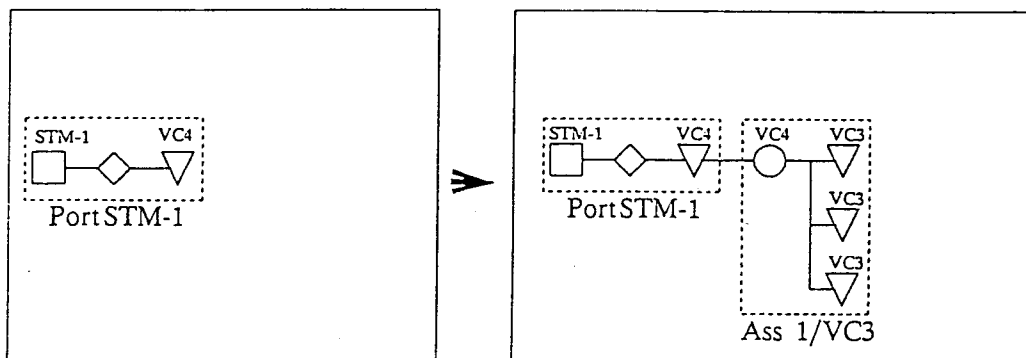 STM-1 VC4
Port STM-1
STM-1 VC4 VC4 VC3
VC3
Port STM-1
VC3
Ass 1/VC3